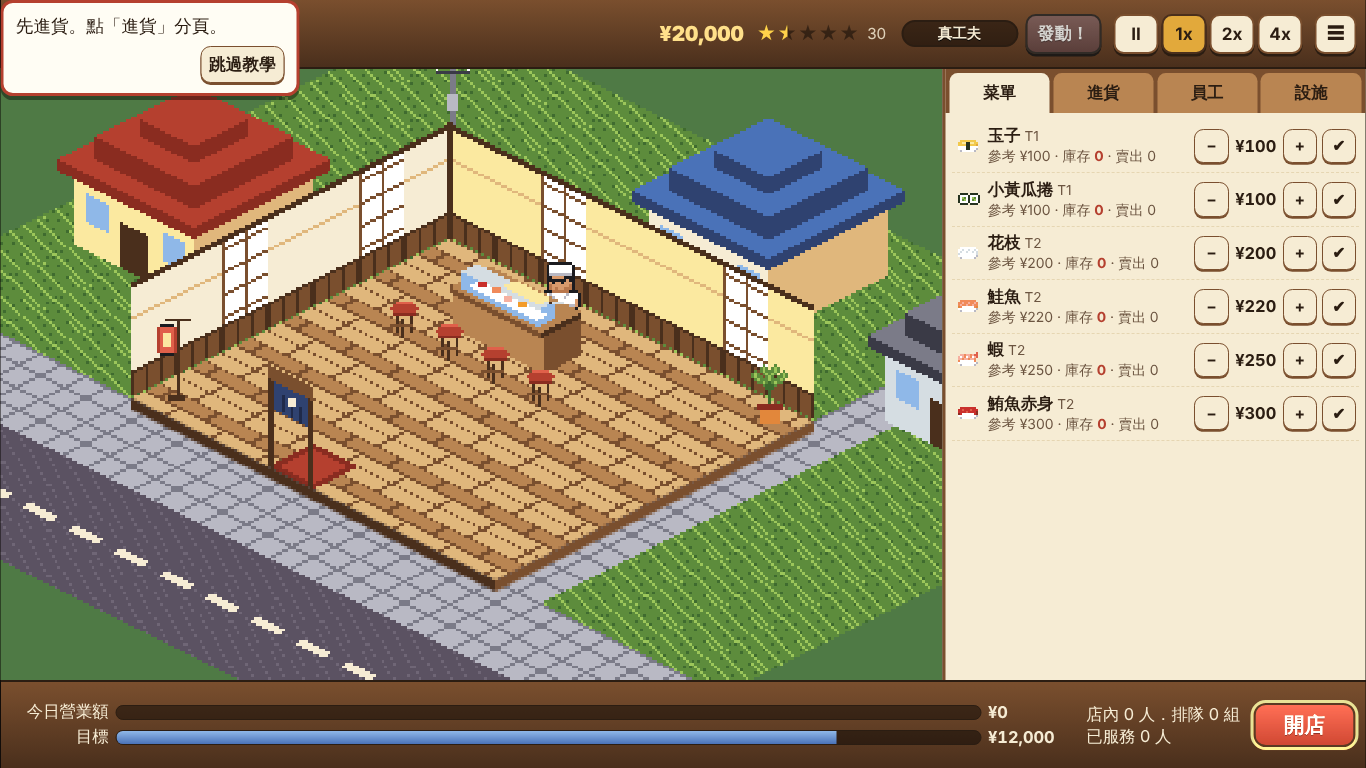 先進貨。點「進貨」分頁。
跳過教學
¥20,000
30
真工夫
發動！
II
1x
2x
4x
菜單
進貨
員工
設施
玉子 T1
參考 ¥100 · 庫存 0 · 賣出 0
− ¥100 + ✔
小黃瓜捲 T1
參考 ¥100 · 庫存 0 · 賣出 0
− ¥100 + ✔
花枝 T2
參考 ¥200 · 庫存 0 · 賣出 0
− ¥200 + ✔
鮭魚 T2
參考 ¥220 · 庫存 0 · 賣出 0
− ¥220 + ✔
蝦 T2
參考 ¥250 · 庫存 0 · 賣出 0
− ¥250 + ✔
鮪魚赤身 T2
參考 ¥300 · 庫存 0 · 賣出 0
− ¥300 + ✔
今日營業額
¥0
目標
¥12,000
店內 0 人．排隊 0 組
已服務 0 人
開店